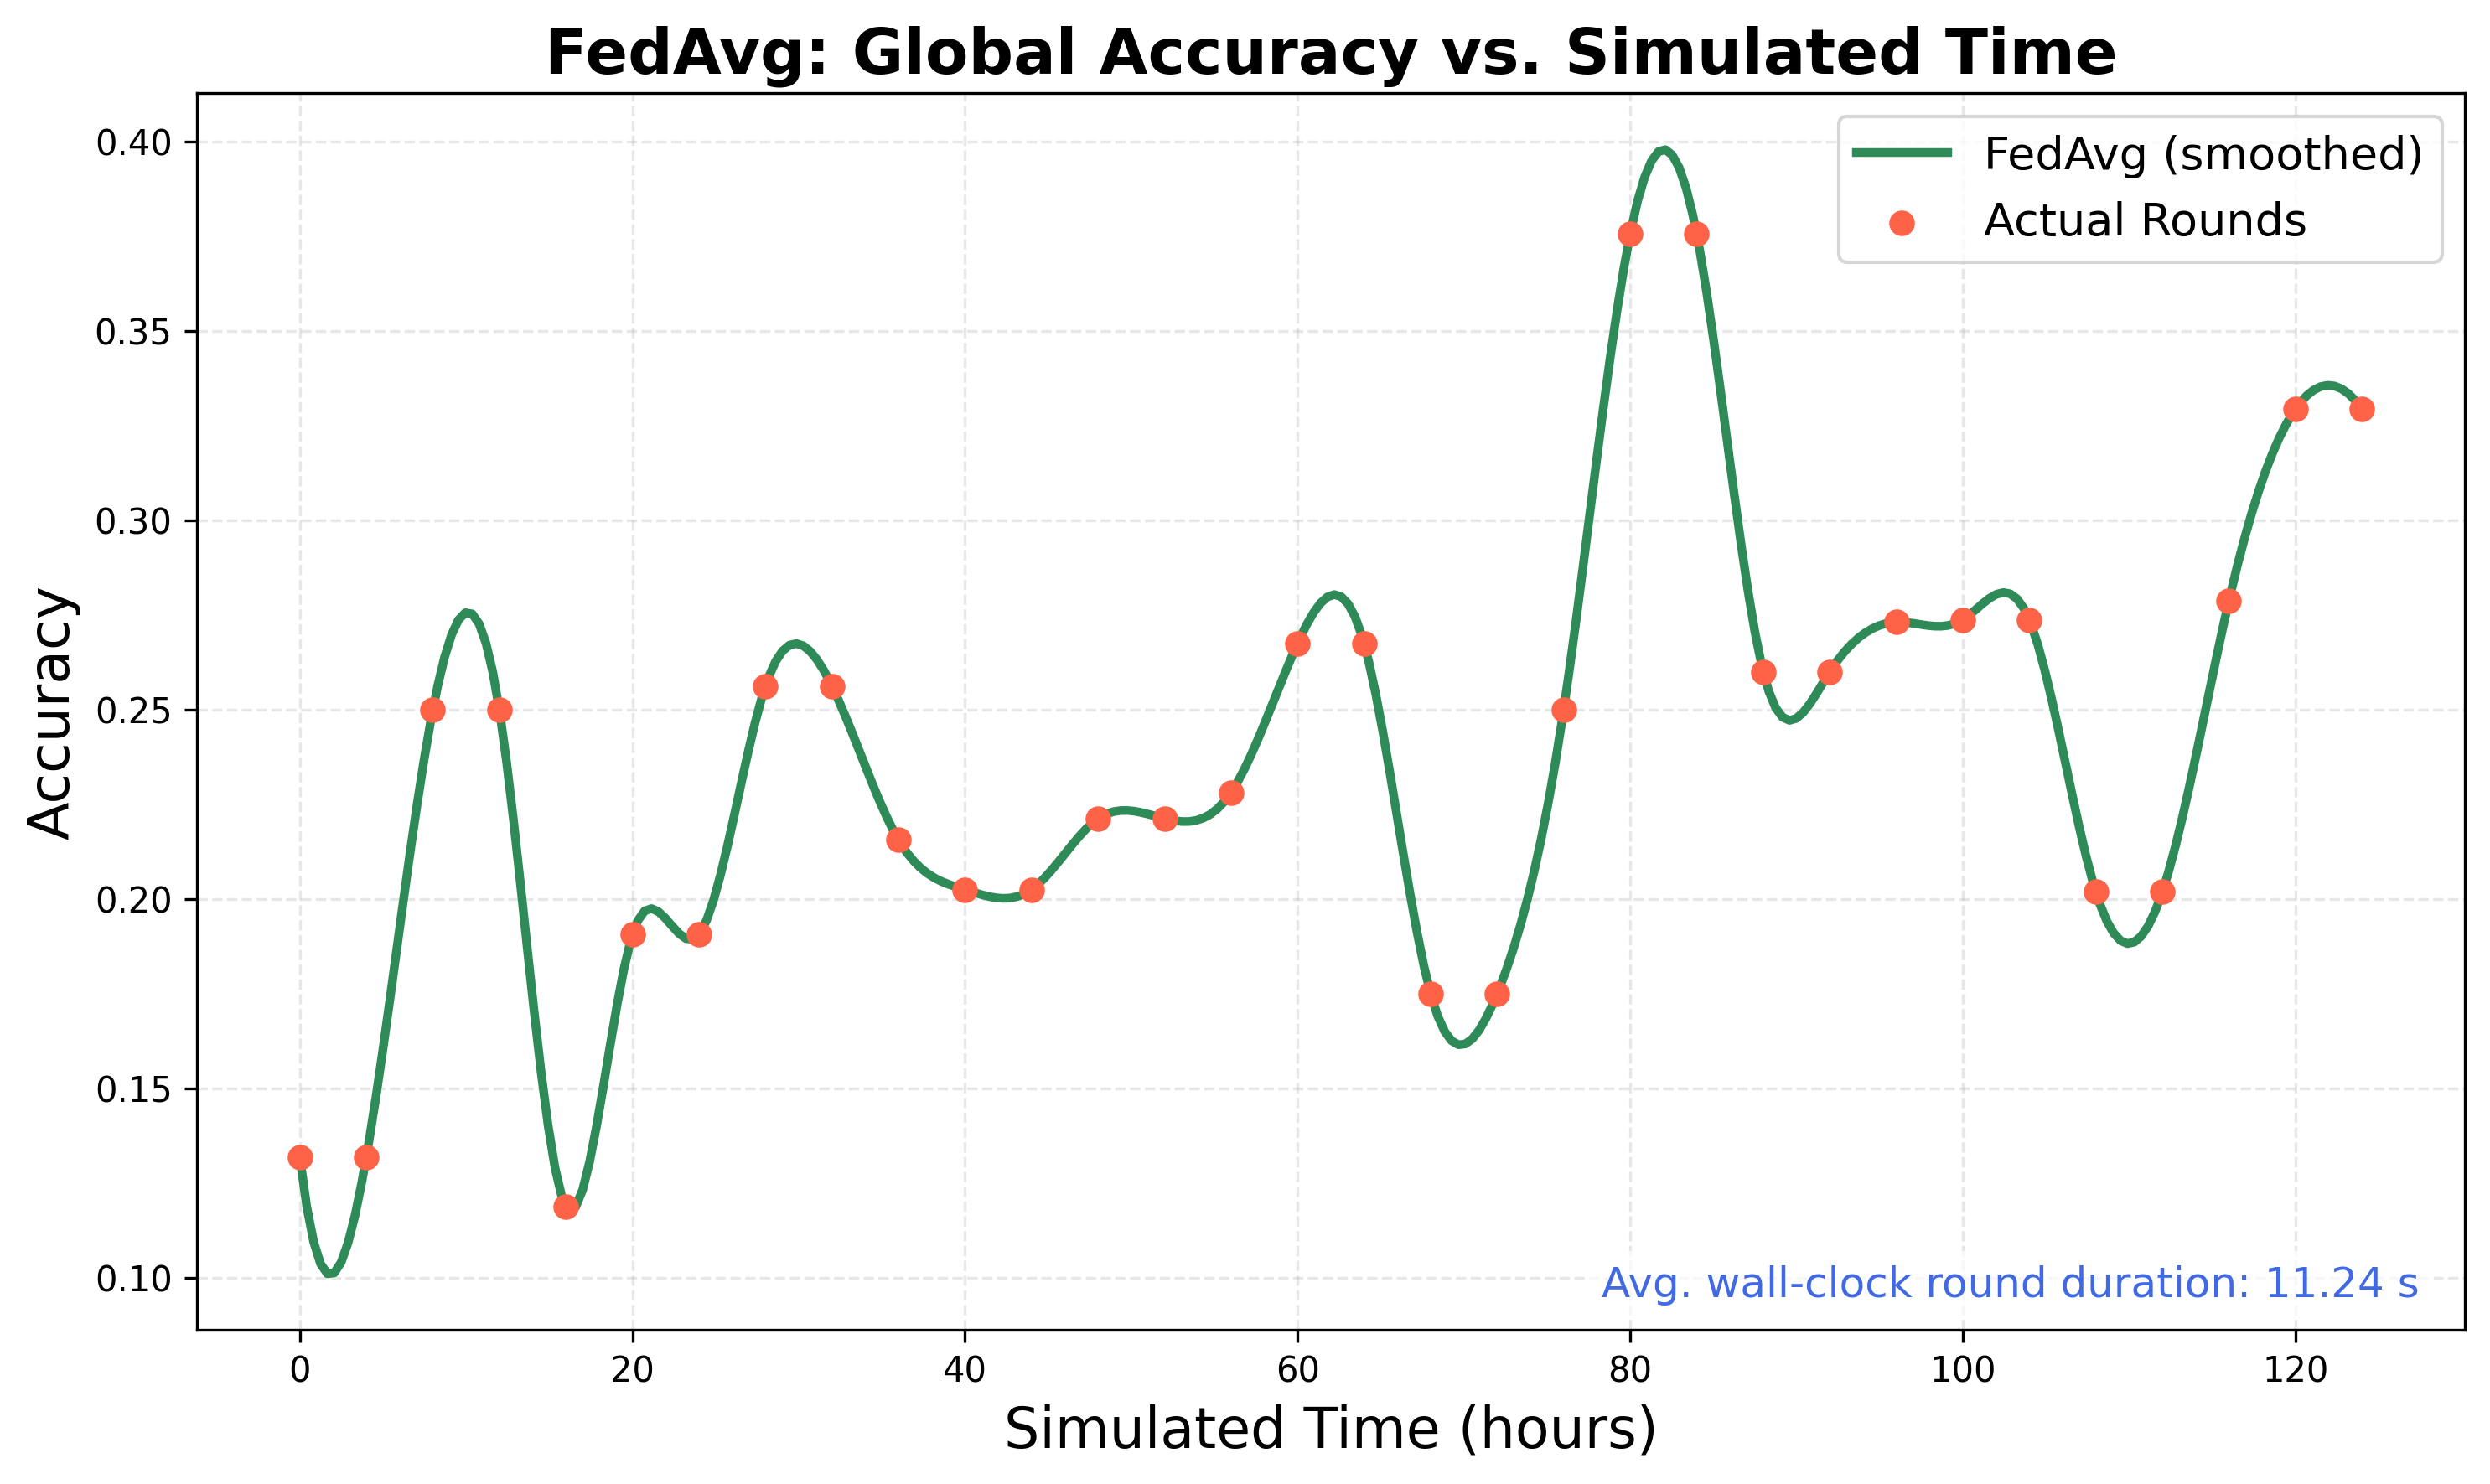 FedAvg: Global Accuracy vs. Simulated Time
FedAvg (smoothed)
Actual Rounds
Accuracy
0.40
0.35
0.30
0.25
0.20
0.15
0.10
Avg. wall-clock round duration: 11.24 s
0 20 40 60 80 100 120
Simulated Time (hours)